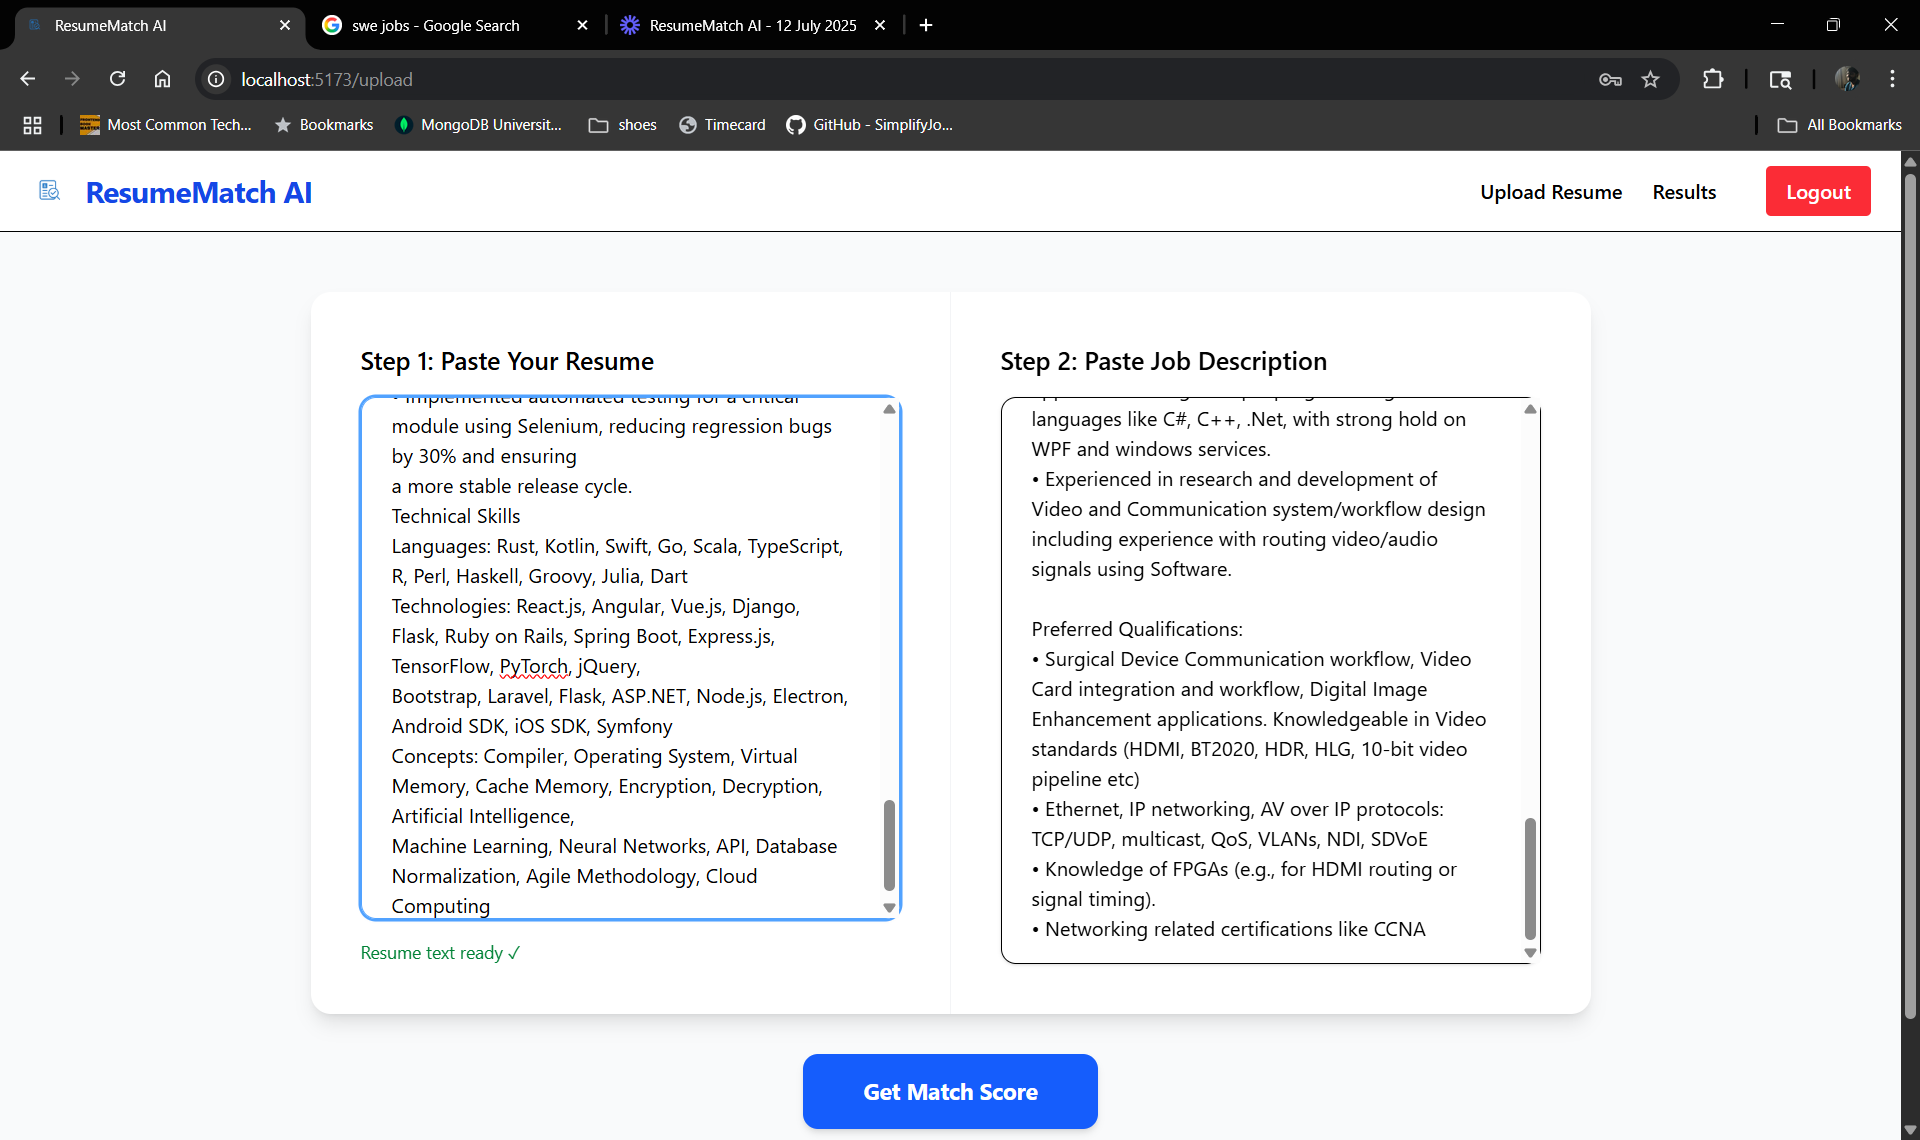 ResumeMatch AI
swe jobs - Google Search
ResumeMatch AI - 12 July 2025
localhost:5173/upload
Most Common Tech...
Bookmarks
MongoDB Universit...
shoes
Timecard
GitHub - SimplifyJo...
All Bookmarks
ResumeMatch AI
Upload Resume
Results
Logout
Step 1: Paste Your Resume
• Implemented automated testing for a critical
module using Selenium, reducing regression bugs
by 30% and ensuring
a more stable release cycle.
Technical Skills
Languages: Rust, Kotlin, Swift, Go, Scala, TypeScript,
R, Perl, Haskell, Groovy, Julia, Dart
Technologies: React.js, Angular, Vue.js, Django,
Flask, Ruby on Rails, Spring Boot, Express.js,
TensorFlow, PyTorch, jQuery,
Bootstrap, Laravel, Flask, ASP.NET, Node.js, Electron,
Android SDK, iOS SDK, Symfony
Concepts: Compiler, Operating System, Virtual
Memory, Cache Memory, Encryption, Decryption,
Artificial Intelligence,
Machine Learning, Neural Networks, API, Database
Normalization, Agile Methodology, Cloud
Computing
Resume text ready ✓
Step 2: Paste Job Description
languages like C#, C++, .Net, with strong hold on
WPF and windows services.
• Experienced in research and development of
Video and Communication system/workflow design
including experience with routing video/audio
signals using Software.
Preferred Qualifications:
• Surgical Device Communication workflow, Video
Card integration and workflow, Digital Image
Enhancement applications. Knowledgeable in Video
standards (HDMI, BT2020, HDR, HLG, 10-bit video
pipeline etc)
• Ethernet, IP networking, AV over IP protocols:
TCP/UDP, multicast, QoS, VLANs, NDI, SDVoE
• Knowledge of FPGAs (e.g., for HDMI routing or
signal timing).
• Networking related certifications like CCNA
Get Match Score